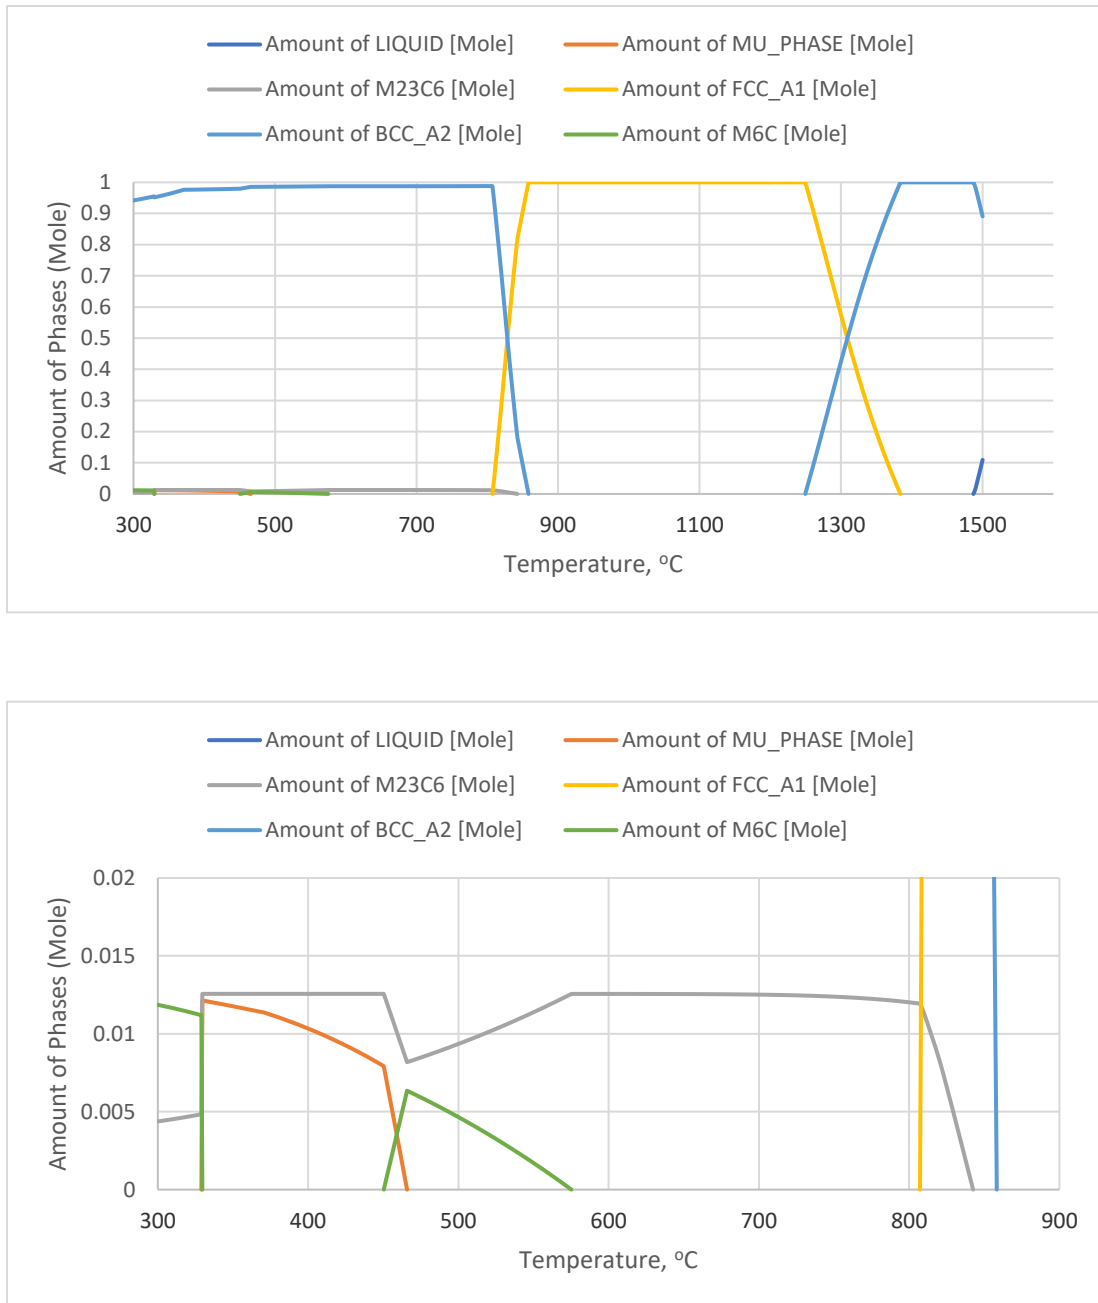 Amount of LIQUID [Mole] Amount of MU_PHASE [Mole]
Amount of M23C6 [Mole] Amount of FCC_A1 [Mole]
Amount of BCC_A2 [Mole] Amount of M6C [Mole]
Amount of Phases (Mole)
1
0.9
0.8
0.7
0.6
0.5
0.4
0.3
0.2
0.1
0
300 500 700 900 1100 1300 1500
Temperature, ºC
Amount of LIQUID [Mole] Amount of MU_PHASE [Mole]
Amount of M23C6 [Mole] Amount of FCC_A1 [Mole]
Amount of BCC_A2 [Mole] Amount of M6C [Mole]
Amount of Phases (Mole)
0.02
0.015
0.01
0.005
0
300 400 500 600 700 800 900
Temperature, ºC